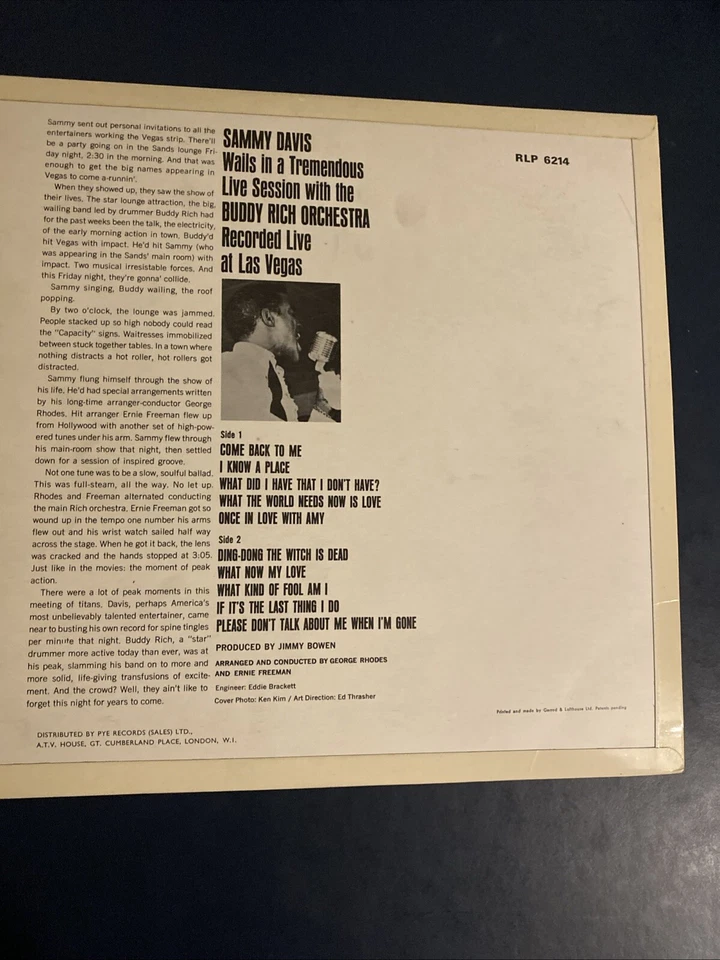 Sammy sent out personal invitations to all the
entertainers working the Vegas strip. There'll
be a party going on in the Sands lounge Fri-
day night, 2:30 in the morning. And that was
enough to get the big names appearing in
Vegas to come a-runnin'.
When they showed up, they saw the show of
their lives. The star lounge attraction, the big,
wailing band led by drummer Buddy Rich had
for the past weeks been the talk, the electricity,
of the early morning action in town. Buddy'd
hit Vegas with impact. He'd hit Sammy (who
was appearing in the Sands' main room) with
impact. Two musical irresistable forces. And
this Friday night, they're gonna' collide.
Sammy singing, Buddy wailing, the roof
popping.
By two o'clock, the lounge was jammed.
People stacked up so high nobody could read
the "Capacity" signs. Waitresses immobilized
between stuck together tables. In a town where
nothing distracts a hot roller, hot rollers got
distracted.
Sammy flung himself through the show of
his life. He'd had special arrangements written
by his long-time arranger-conductor George
Rhodes. Hit arranger Ernie Freeman flew up
from Hollywood with another set of high-pow-
ered tunes under his arm. Sammy flew through
his main-room show that night, then settled
down for a session of inspired groove.
Not one tune was to be a slow, soulful ballad.
This was full-steam, all the way. No let up.
Rhodes and Freeman alternated conducting
the main Rich orchestra. Ernie Freeman got so
wound up in the tempo one number his arms
flew out and his wrist watch sailed half way
across the stage. When he got it back, the lens
was cracked and the hands stopped at 3:05.
Just like in the movies: the moment of peak
action.
There were a lot of peak moments in this
meeting of titans. Davis, perhaps America's
most unbelievably talented entertainer, came
near to busting his own record for spine tingles
per minute that night. Buddy Rich, a "star"
drummer more active today than ever, was at
his peak, slamming his band on to more and
more solid, life-giving transfusions of excite-
ment. And the crowd? Well, they ain't like to
forget this night for years to come.
DISTRIBUTED BY PYE RECORDS (SALES) LTD.,
A.T.V. HOUSE, GT. CUMBERLAND PLACE, LONDON, W.I.
SAMMY DAVIS
Wails in a Tremendous
Live Session with the
BUDDY RICH ORCHESTRA
Recorded Live
at Las Vegas
Side 1
COME BACK TO ME
I KNOW A PLACE
WHAT DID I HAVE THAT I DON'T HAVE?
WHAT THE WORLD NEEDS NOW IS LOVE
ONCE IN LOVE WITH AMY
Side 2
DING-DONG THE WITCH IS DEAD
WHAT NOW MY LOVE
WHAT KIND OF FOOL AM I
IF IT'S THE LAST THING I DO
PLEASE DON'T TALK ABOUT ME WHEN I'M GONE
PRODUCED BY JIMMY BOWEN
ARRANGED AND CONDUCTED BY GEORGE RHODES
AND ERNIE FREEMAN
Engineer: Eddie Brackett
Cover Photo: Ken Kim / Art Direction: Ed Thrasher
RLP 6214
Printed and made by Garrod & Lofthouse Ltd. Patents pending